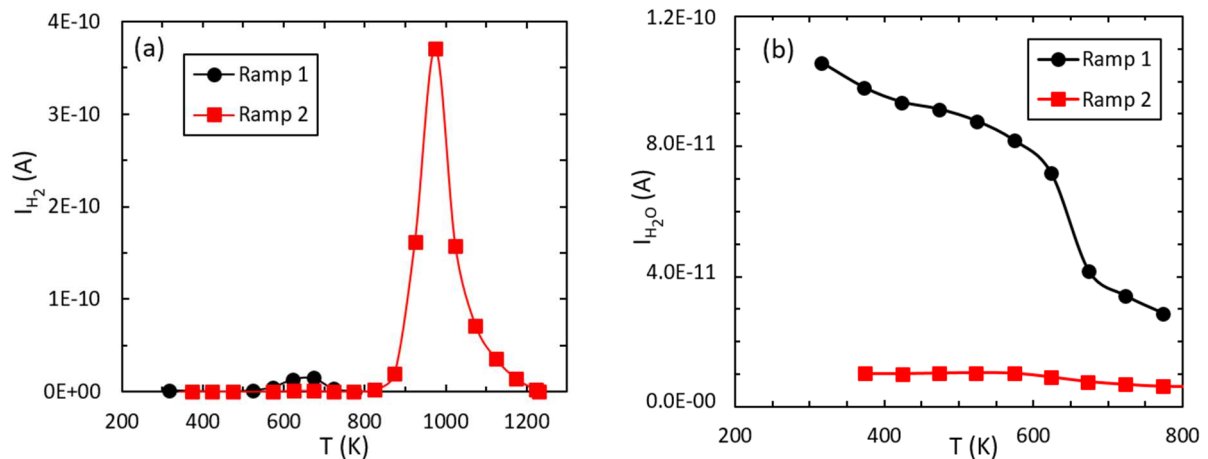 (a)
Ramp 1
Ramp 2
4E-10
3E-10
2E-10
1E-10
0E+00
I_H₂ (A)
200 400 600 800 1000 1200
T (K)
(b)
Ramp 1
Ramp 2
1.2E-10
8.0E-11
4.0E-11
0.0E-00
I_H₂O (A)
200 400 600 800
T (K)